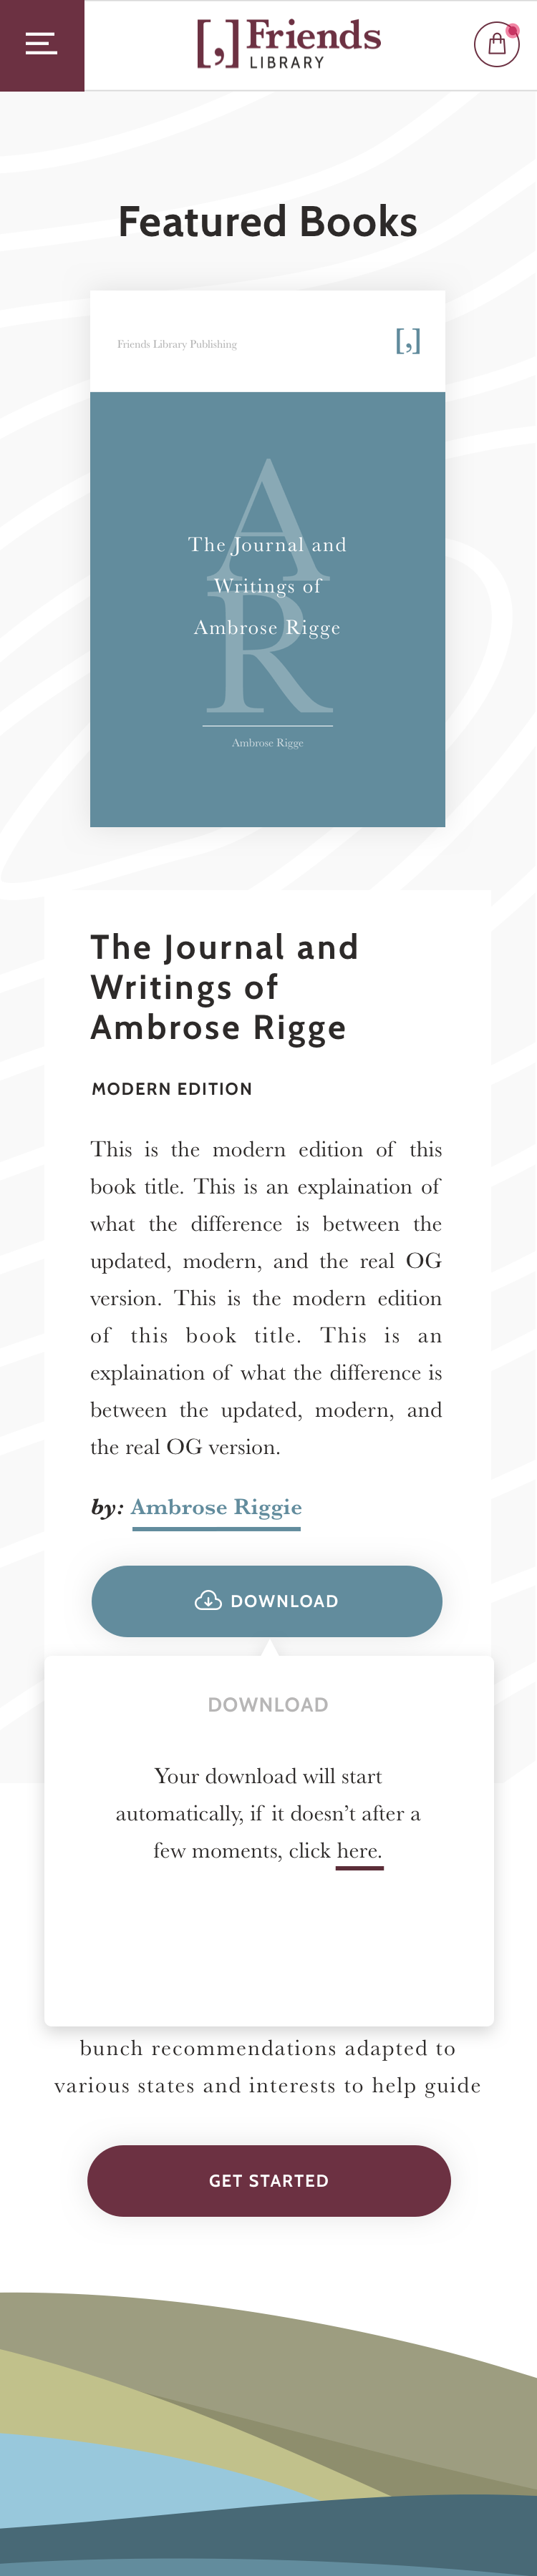 [,] Friends
LIBRARY
Featured Books
Friends Library Publishing
[,]
A
The Journal and
Writings of
R
Ambrose Rigge
Ambrose Rigge
The Journal and
Writings of
Ambrose Rigge
MODERN EDITION
This is the modern edition of this
book title. This is an explaination of
what the difference is between the
updated, modern, and the real OG
version. This is the modern edition
of this book title. This is an
explaination of what the difference is
between the updated, modern, and
the real OG version.
by: Ambrose Riggie
DOWNLOAD
DOWNLOAD
Your download will start
automatically, if it doesn’t after a
few moments, click here.
bunch recommendations adapted to
various states and interests to help guide
GET STARTED